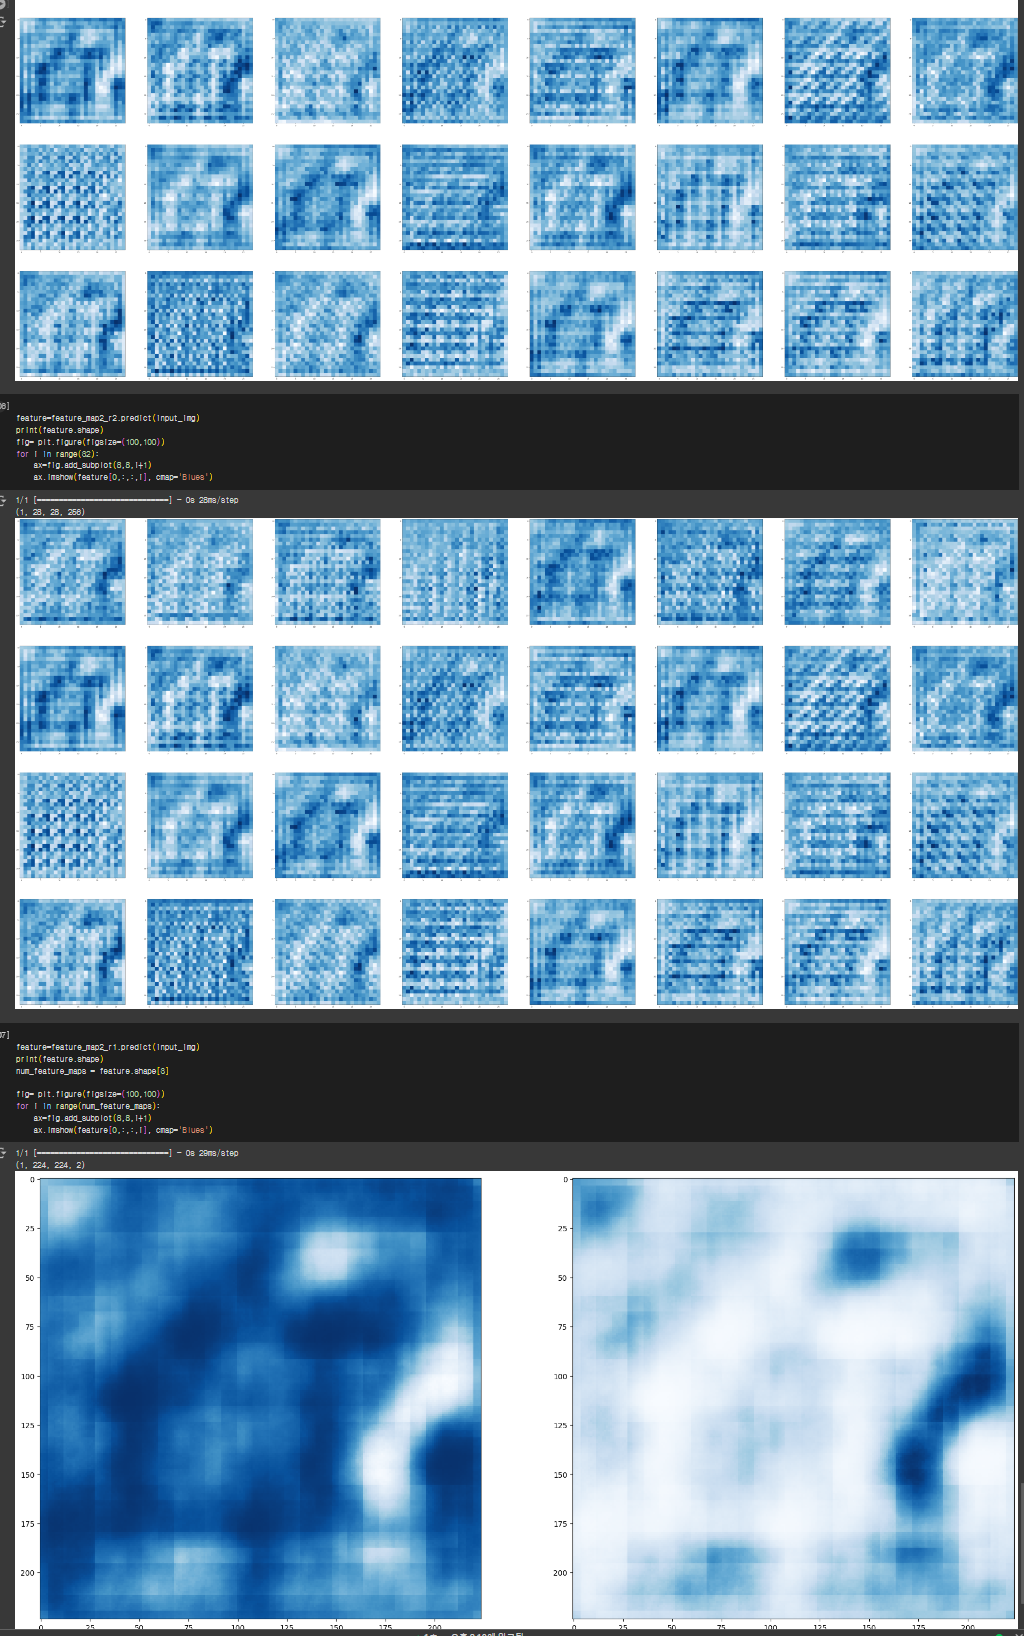 feature=feature_map2_r2.predict(input_img)
print(feature.shape)
fig= plt.figure(figsize=(100,100))
for i in range(32):
ax=fig.add_subplot(8,8,i+1)
ax.imshow(feature[0,:,:,i], cmap='Blues')
1/1 [==============================] - 0s 28ms/step
(1, 28, 28, 256)
feature=feature_map2_r1.predict(input_img)
print(feature.shape)
num_feature_maps = feature.shape[3]
fig= plt.figure(figsize=(100,100))
for i in range(num_feature_maps):
ax=fig.add_subplot(8,8,i+1)
ax.imshow(feature[0,:,:,i], cmap='Blues')
1/1 [==============================] - 0s 29ms/step
(1, 224, 224, 2)
0
25
50
75
100
125
150
175
200
0 25 50 75 100 125 150 175 200
0
25
50
75
100
125
150
175
200
0 25 50 75 100 125 150 175 200